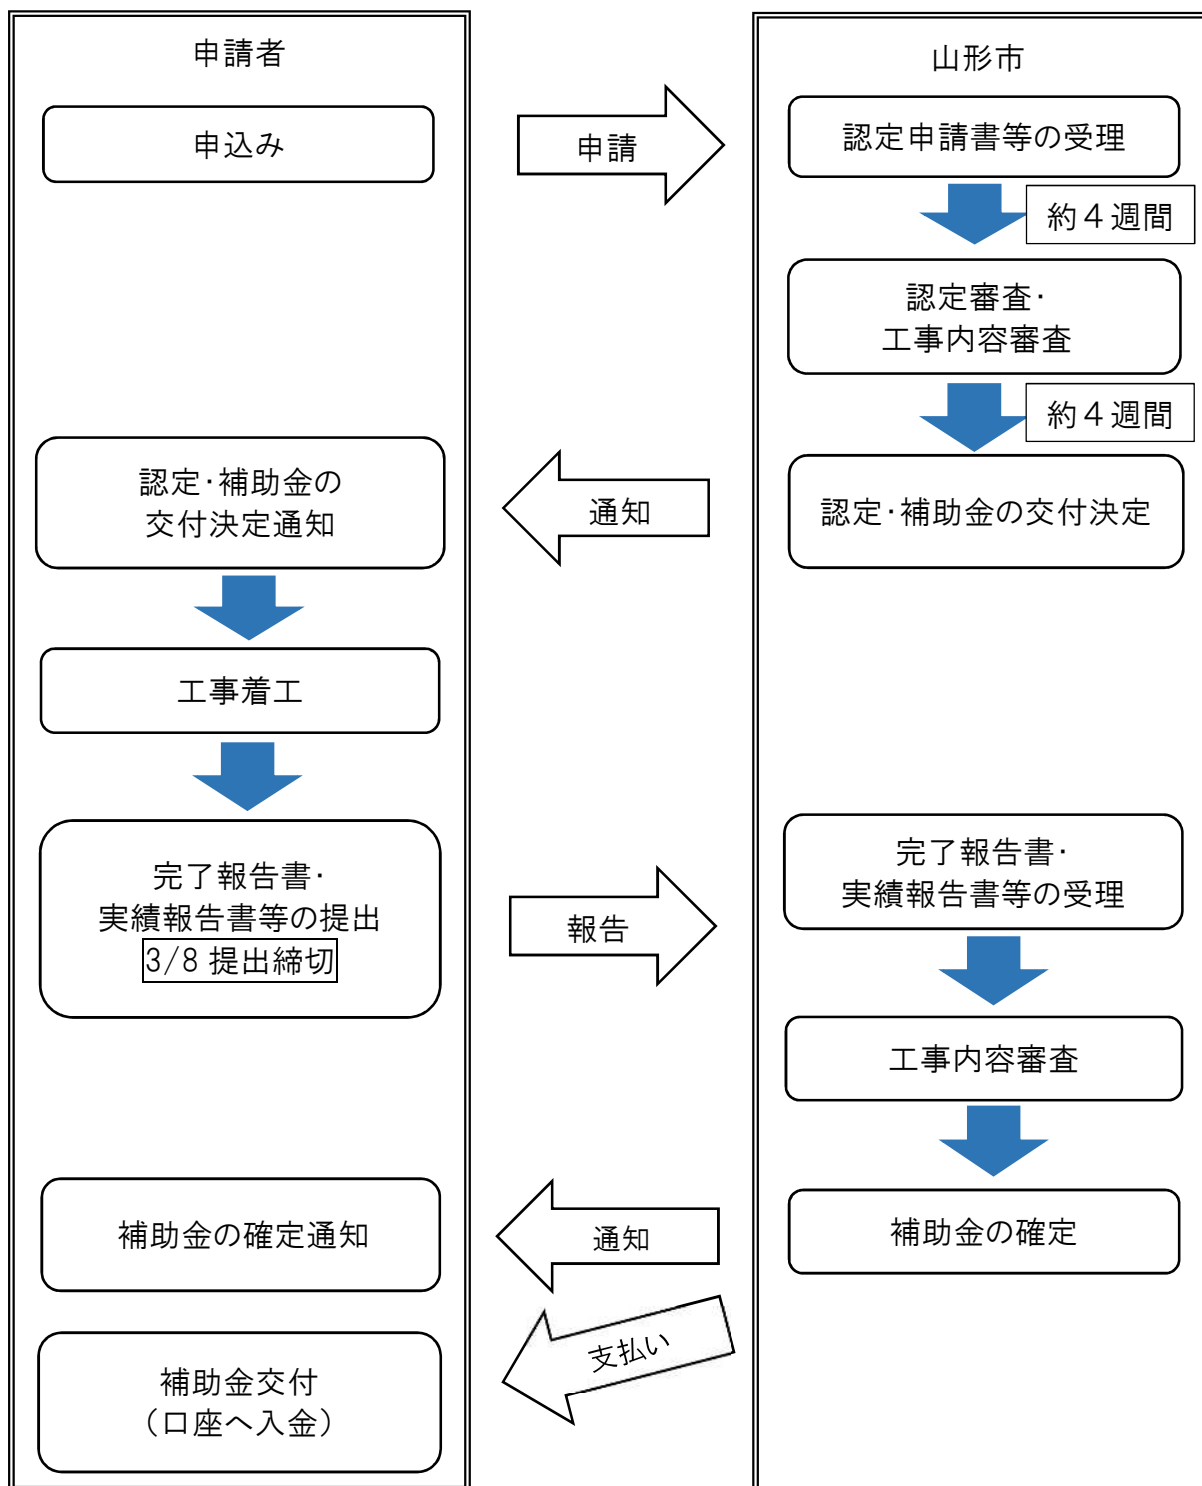 申請者
山形市
申込み
申請
認定申請書等の受理
約４週間
認定審査・
工事内容審査
約４週間
認定・補助金の
交付決定通知
通知
認定・補助金の交付決定
工事着工
完了報告書・
実績報告書等の提出
3/8 提出締切
報告
完了報告書・
実績報告書等の受理
工事内容審査
補助金の確定通知
通知
補助金の確定
支払い
補助金交付
（口座へ入金）